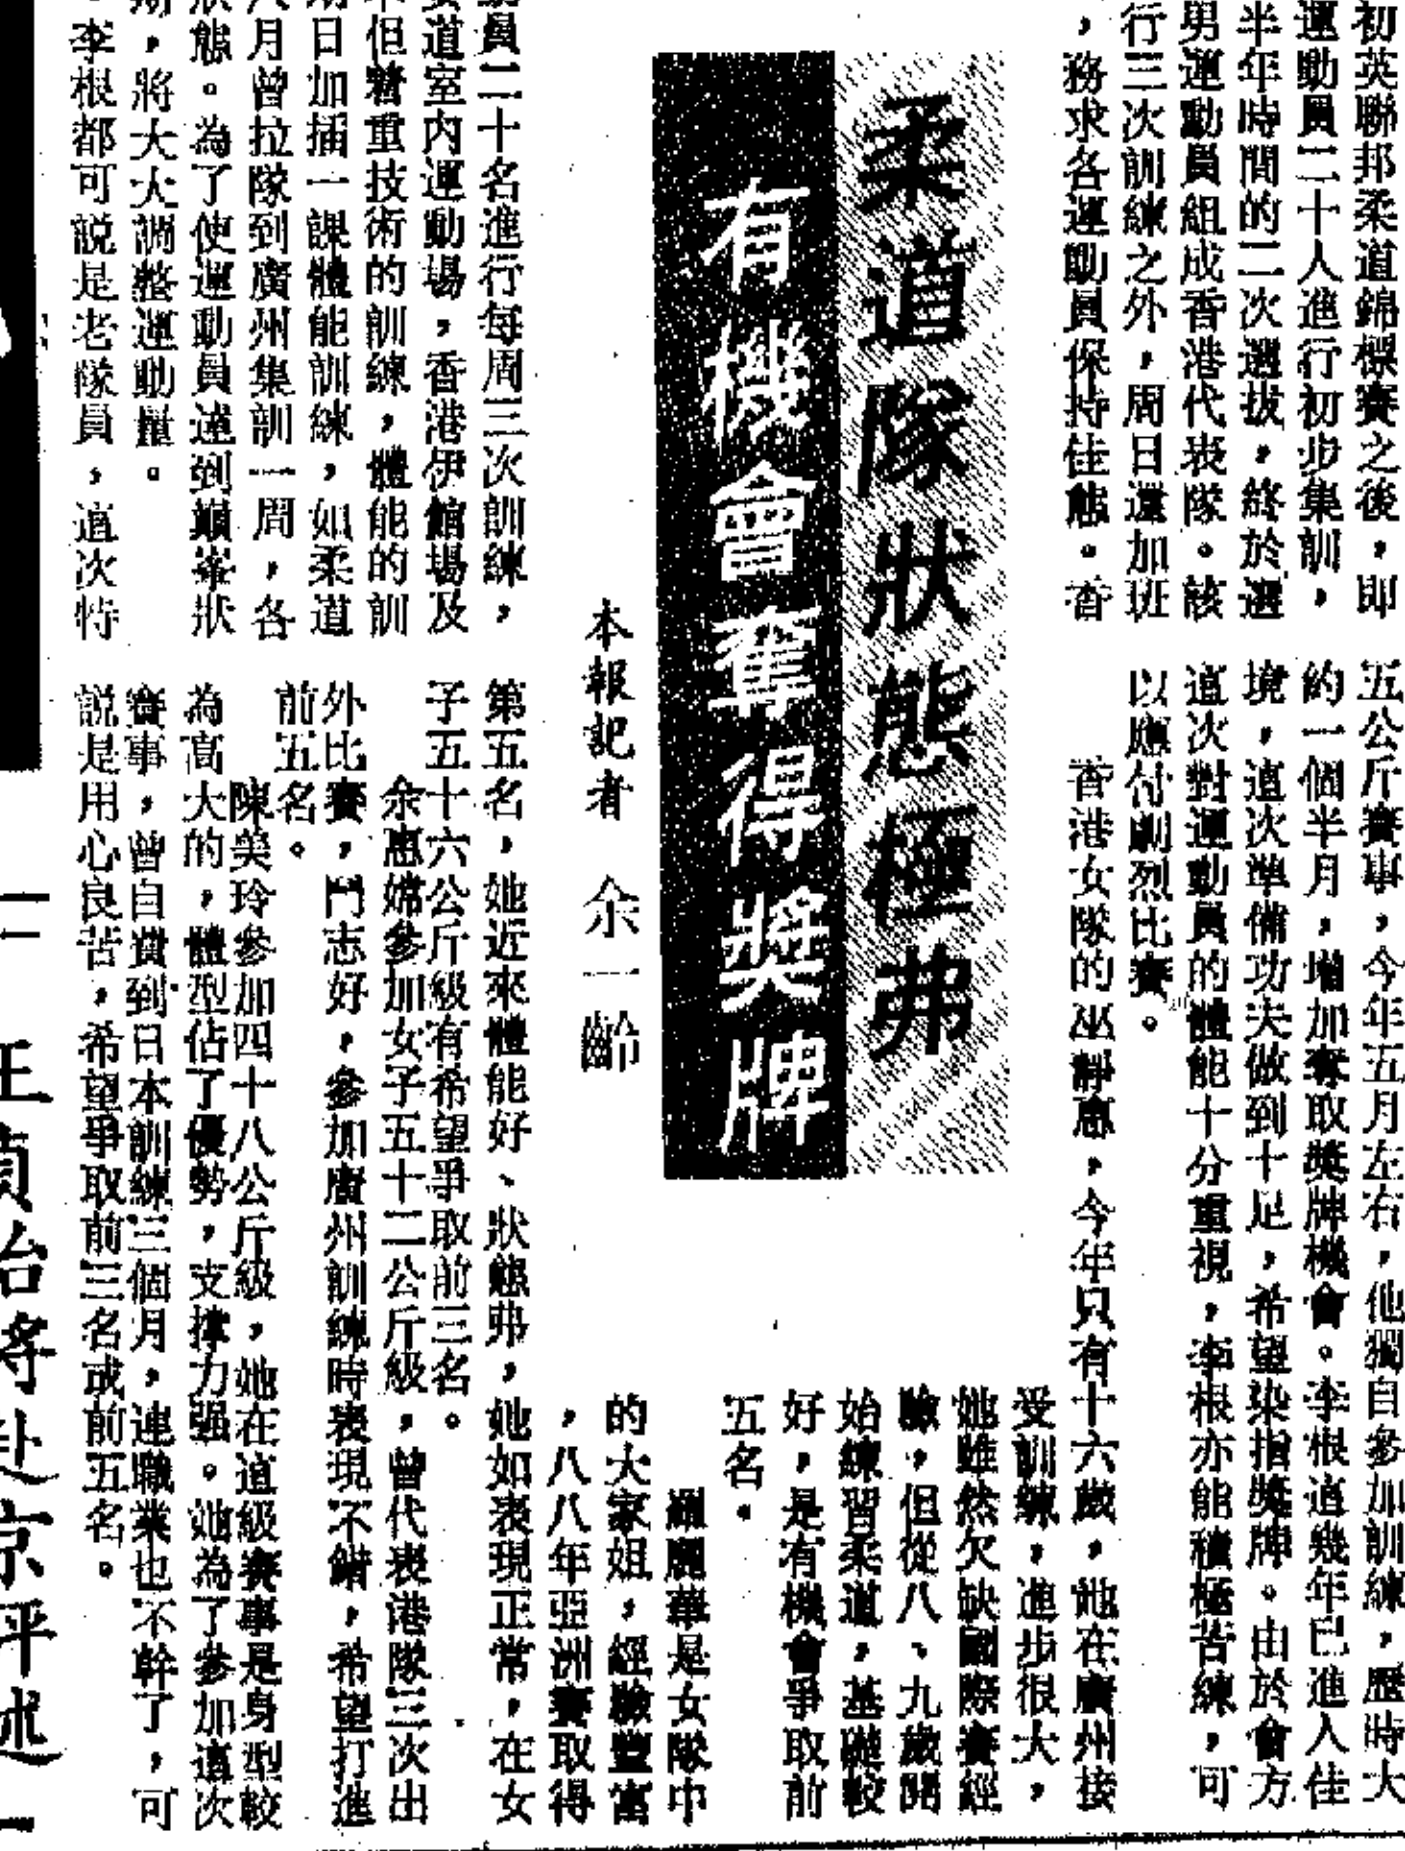 柔道隊狀態極弗
有機會奪得獎牌
本報記者 余一齡
初英聯邦柔道錦標賽之後，即
運動員二十人進行初步集訓，
半年時間的二次選拔，終於選
男運動員組成香港代表隊。該
行三次訓練之外，周日還加班
，務求各運動員保持佳態。香
員二十名進行每周三次訓練，
道室內運動場，香港伊館場及
但着重技術的訓練，體能的訓
日加插一課體能訓練，如柔道
八月曾拉隊到廣州集訓一周，各
狀態。為了使運動員達到巔峯狀
期，將大大調整運動量。
李根都可說是老隊員，這次特
五公斤賽事，今年五月左右，他獨自參加訓練，歷時大
約一個半月，增加奪取獎牌機會。李根這幾年已進入佳
境，這次準備功夫做到十足，希望染指獎牌。由於會方
這次對運動員的體能十分重視，李根亦能積極苦練，可
以應付劇烈比賽。
香港女隊的巫靜惠，今年只有十六歲，她在廣州接
受訓練，進步很大，
她雖然欠缺國際賽經
驗，但從八、九歲開
始練習柔道，基礎較
好，是有機會爭取前
五名。
羅麗華是女隊中
的大家姐，經驗豐富
，八八年亞洲賽取得
第五名，她近來體能好、狀態弗，她如表現正常，在女
子五十六公斤級有希望爭取前三名。
余惠嫦參加女子五十二公斤級，曾代表港隊三次出
外比賽，鬥志好，參加廣州訓練時表現不錯，希望打進
前五名。
陳美玲參加四十八公斤級，她在這級賽事是身型較
為高大的，體型佔了優勢，支撐力强。她為了參加這次
賽事，曾自費到日本訓練三個月，連職業也不幹了，可
說是用心良苦，希望爭取前三名或前五名。
將赴京評述